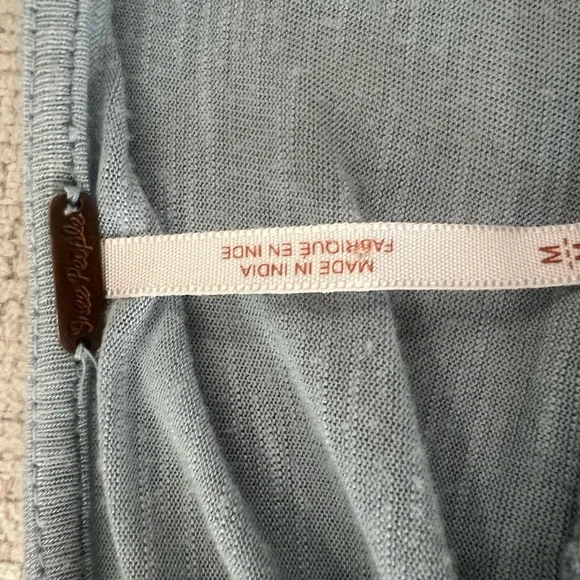 Free People
MADE IN INDIA
FABRIQUE EN INDE
M